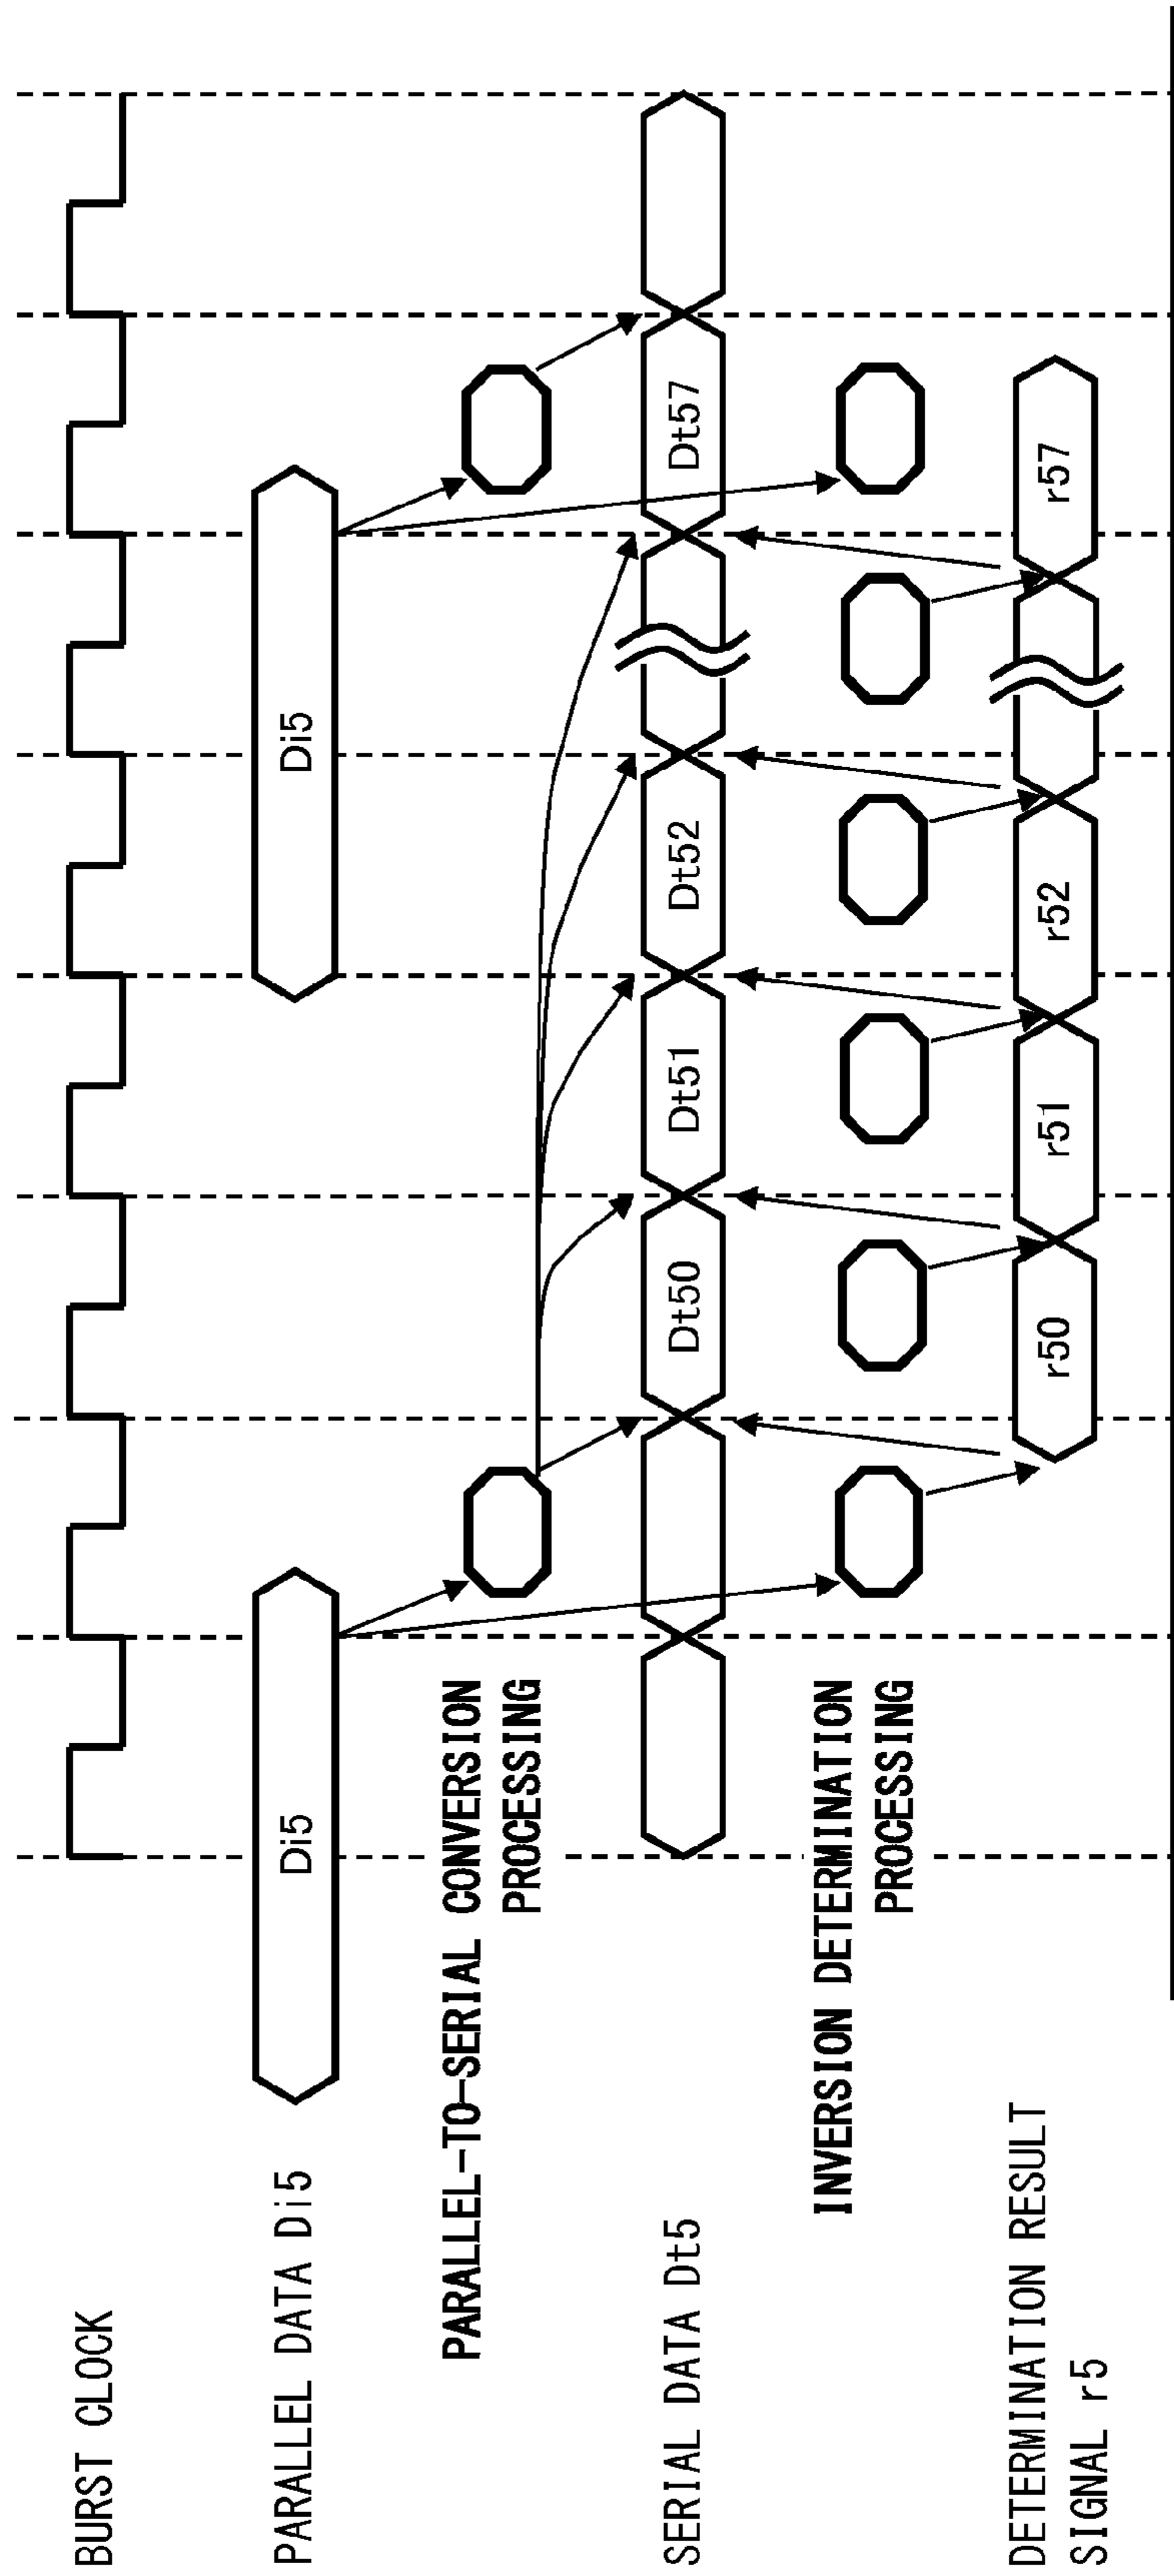 BURST CLOCK
PARALLEL DATA Di5
Di5
Di5
PARALLEL-TO-SERIAL CONVERSION
PROCESSING
SERIAL DATA Dt5
Dt50
Dt51
Dt52
Dt57
INVERSION DETERMINATION
PROCESSING
DETERMINATION RESULT
SIGNAL r5
r50
r51
r52
r57